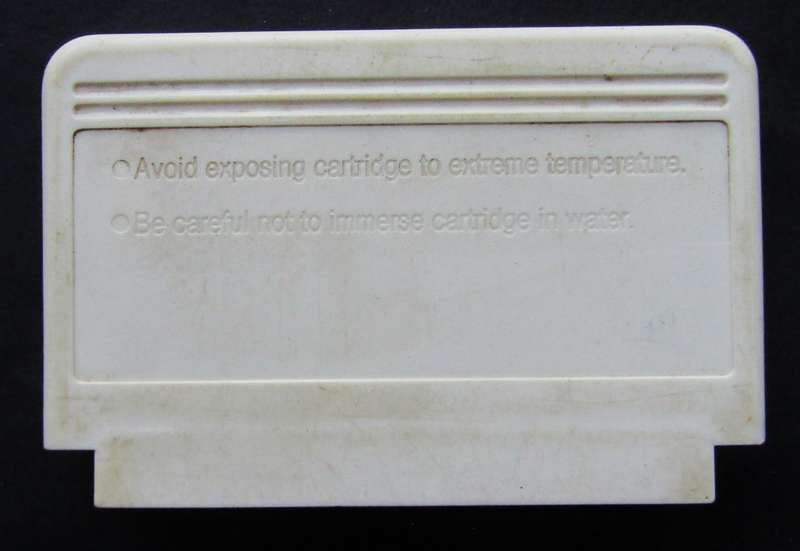 ○Avoid exposing cartridge to extreme temperature.
○Be careful not to immerse cartridge in water.